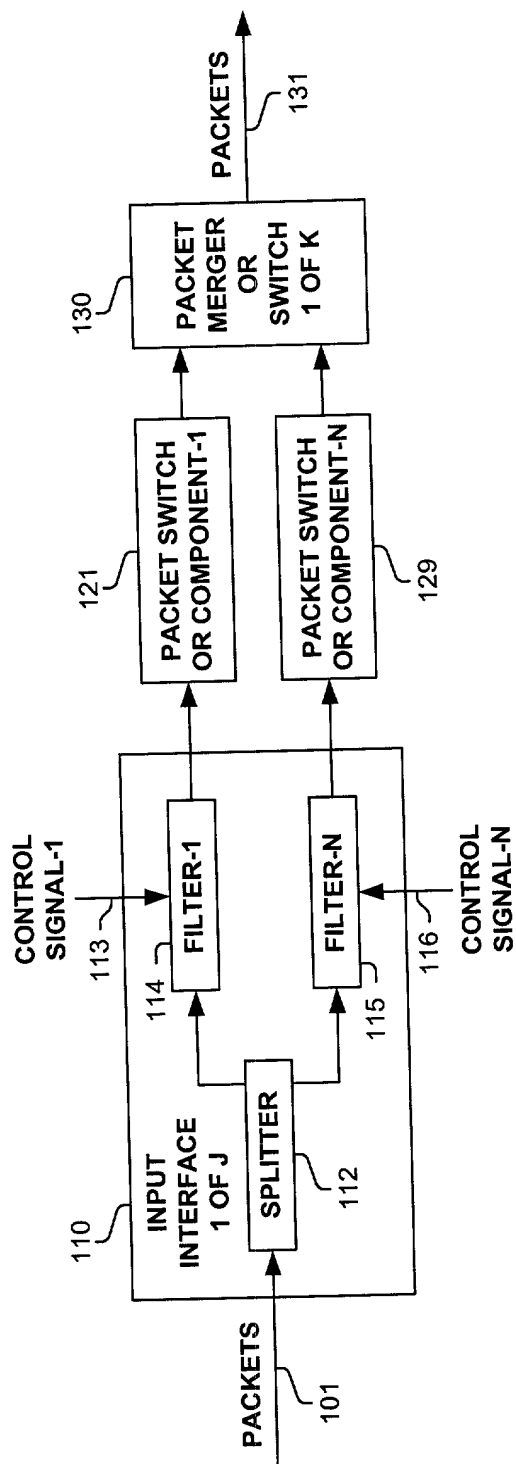 PACKETS
101
110
INPUT
INTERFACE
1 OF J
SPLITTER
112
CONTROL
SIGNAL-1
113
114
FILTER-1
FILTER-N
115
116
CONTROL
SIGNAL-N
121
PACKET SWITCH
OR COMPONENT-1
PACKET SWITCH
OR COMPONENT-N
129
130
PACKET
MERGER
OR
SWITCH
1 OF K
PACKETS
131